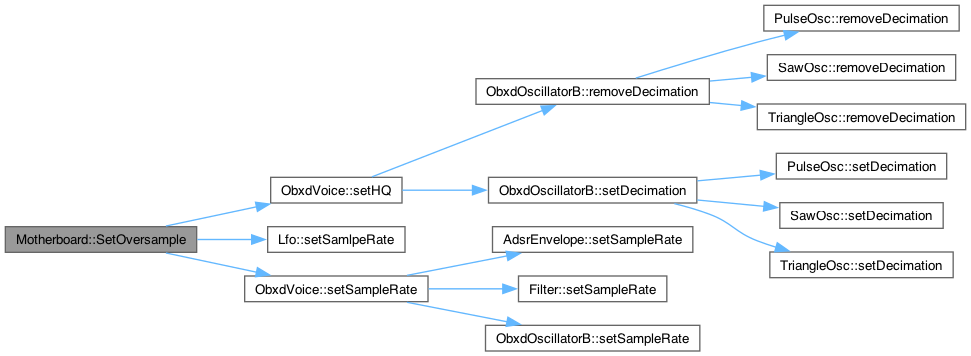 PulseOsc::removeDecimation
SawOsc::removeDecimation
ObxdOscillatorB::removeDecimation
TriangleOsc::removeDecimation
PulseOsc::setDecimation
ObxdVoice::setHQ
ObxdOscillatorB::setDecimation
SawOsc::setDecimation
Motherboard::SetOversample
Lfo::setSamlpeRate
AdsrEnvelope::setSampleRate
TriangleOsc::setDecimation
ObxdVoice::setSampleRate
Filter::setSampleRate
ObxdOscillatorB::setSampleRate